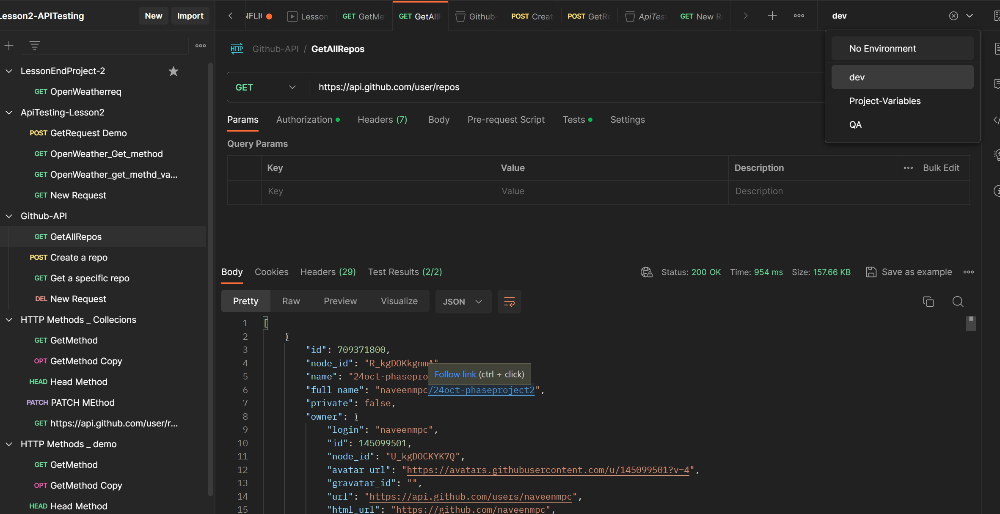 Lesson2-APITesting
New
Import
LessonEndProject-2
GET OpenWeatherreq
ApiTesting-Lesson2
POST GetRequest Demo
GET OpenWeather_Get_method
GET OpenWeather_get_methd_va...
GET New Request
Github-API
GET GetAllRepos
POST Create a repo
GET Get a specific repo
DEL New Request
HTTP Methods _ Collecions
GET GetMethod
OPT GetMethod Copy
HEAD Head Method
PATCH PATCH MEthod
GET https://api.github.com/user/r...
HTTP Methods _ demo
GET GetMethod
OPT GetMethod Copy
HEAD Head Method
NFLIC
Lesson
GET GetMe
GET GetAllR
Github-
POST Creat
POST GetRe
ApiTest
GET New Re
dev
No Environment
dev
Project-Variables
QA
HTTP Github-API / GetAllRepos
GET https://api.github.com/user/repos
Params Authorization Headers (7) Body Pre-request Script Tests Settings
Query Params
Key Value Description Bulk Edit
Key Value Description
Body Cookies Headers (29) Test Results (2/2)
Status: 200 OK Time: 954 ms Size: 157.66 KB Save as example
Pretty Raw Preview Visualize JSON
1 [
2 {
3 "id": 709371800,
4 "node_id": "R_kgDOKkgnmA"
5 "name": "24oct-phasepro
Follow link (ctrl + click)
6 "full_name": "naveenmpc/24oct-phaseproject2",
7 "private": false,
8 "owner": {
9 "login": "naveenmpc",
10 "id": 145099501,
11 "node_id": "U_kgDOCKYK7Q",
12 "avatar_url": "https://avatars.githubusercontent.com/u/145099501?v=4",
13 "gravatar_id": "",
14 "url": "https://api.github.com/users/naveenmpc",
15 "html_url": "https://github.com/naveenmpc",